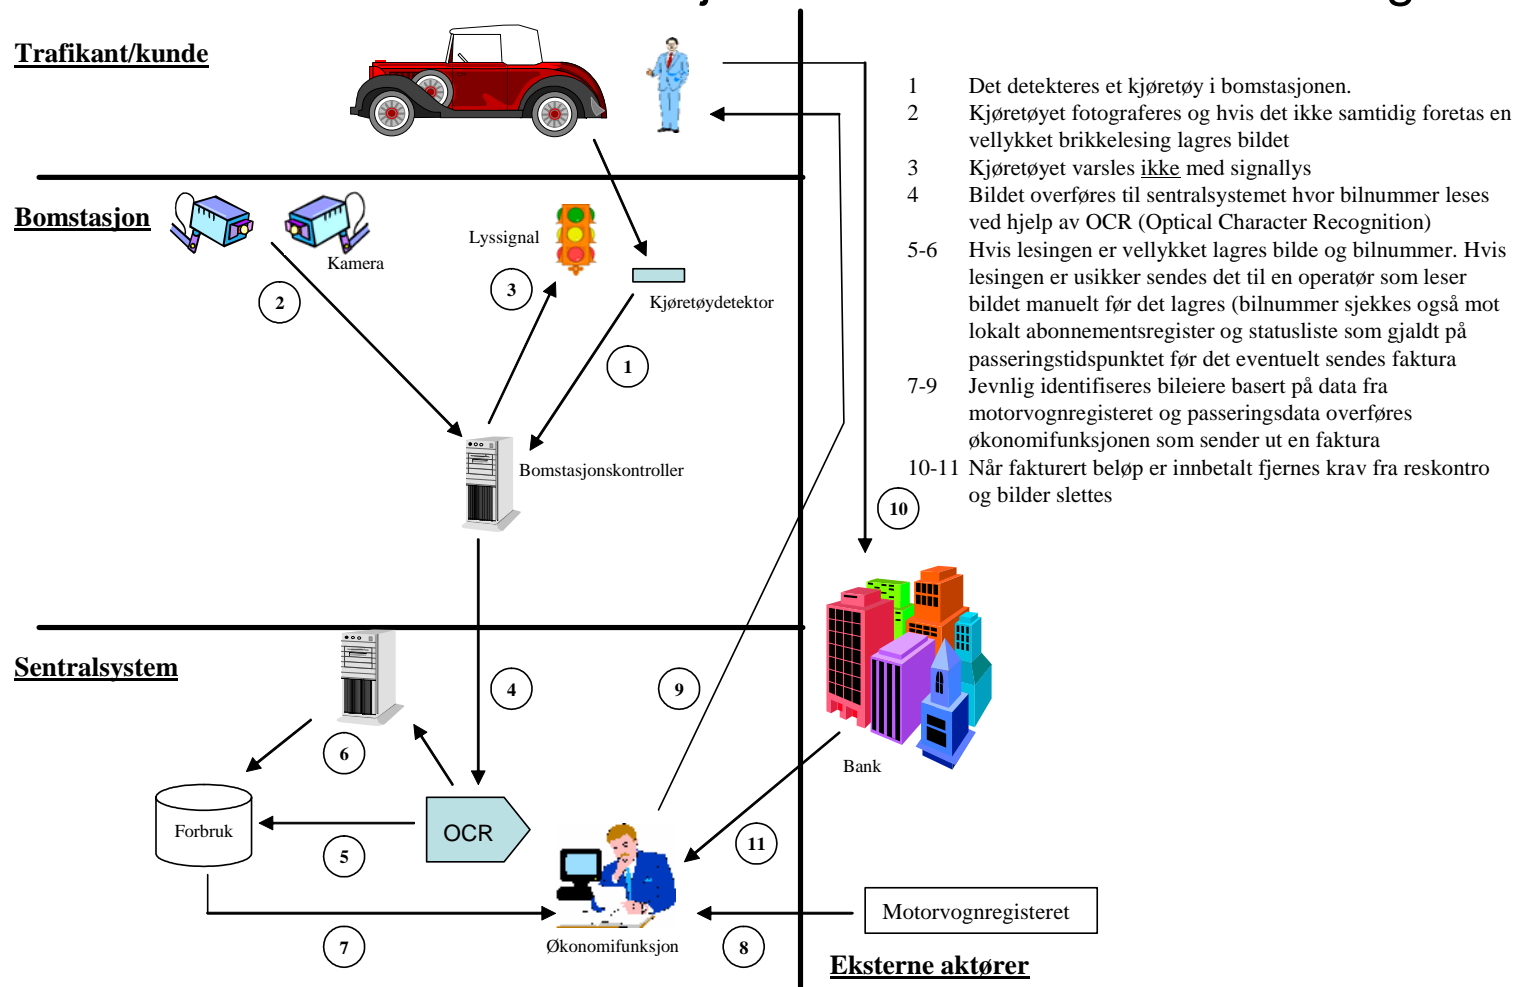 Trafikant/kunde
1 Det detekteres et kjøretøy i bomstasjonen.
2 Kjøretøyet fotograferes og hvis det ikke samtidig foretas en
vellykket brikkelesing lagres bildet
3 Kjøretøyet varsles ikke med signallys
4 Bildet overføres til sentralsystemet hvor bilnummer leses
ved hjelp av OCR (Optical Character Recognition)
5-6 Hvis lesingen er vellykket lagres bilde og bilnummer. Hvis
lesingen er usikker sendes det til en operatør som leser
bildet manuelt før det lagres (bilnummer sjekkes også mot
lokalt abonnementsregister og statusliste som gjaldt på
passeringstidspunktet før det eventuelt sendes faktura
7-9 Jevnlig identifiseres bileiere basert på data fra
motorvognregisteret og passeringsdata overføres
økonomifunksjonen som sender ut en faktura
10-11 Når fakturert beløp er innbetalt fjernes krav fra reskontro
og bilder slettes
Bomstasjon
Lyssignal
Kamera
2
3
Kjøretøydetektor
1
Bomstasjonskontroller
10
Sentralsystem
4
9
6
Bank
Forbruk
OCR
5
11
Motorvognregisteret
7
Økonomifunksjon
8
Eksterne aktører